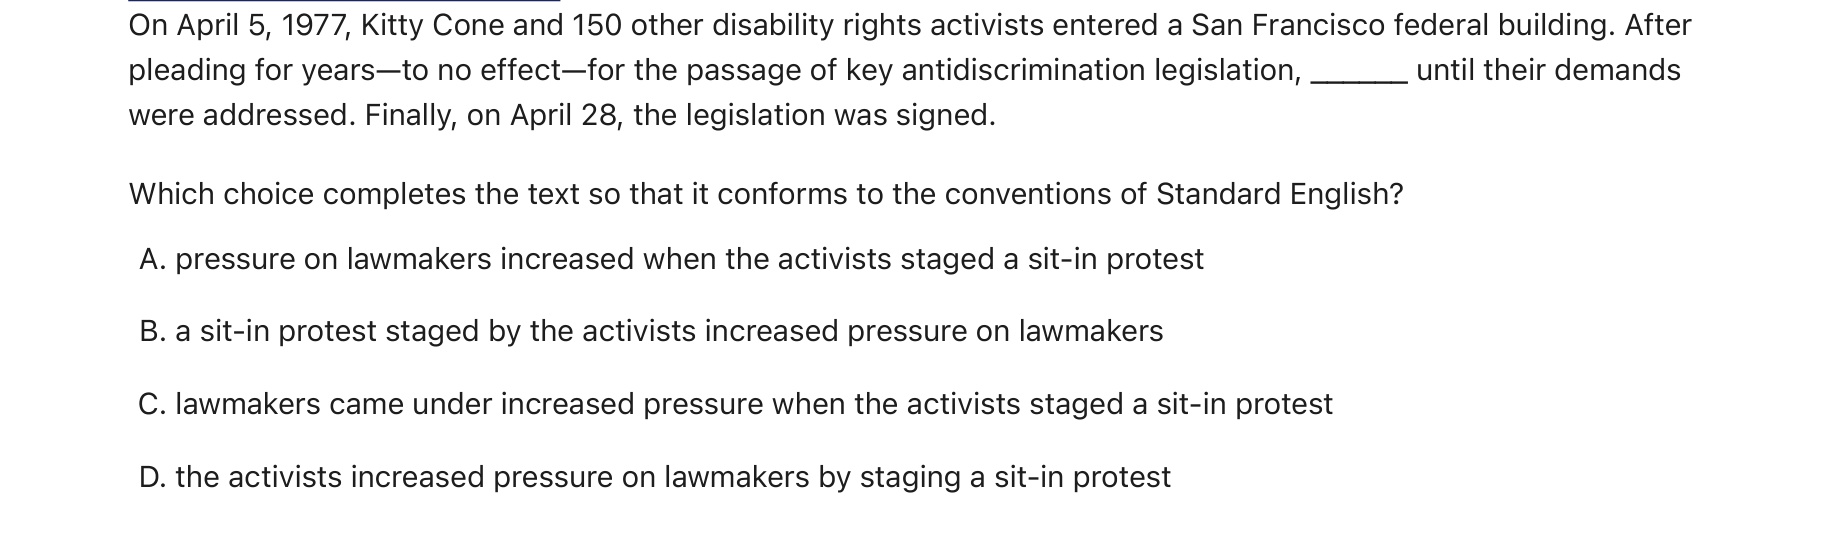 On April 5, 1977, Kitty Cone and 150 other disability rights activists entered a San Francisco federal building. After
pleading for years—to no effect—for the passage of key antidiscrimination legislation, ______ until their demands
were addressed. Finally, on April 28, the legislation was signed.
Which choice completes the text so that it conforms to the conventions of Standard English?
A. pressure on lawmakers increased when the activists staged a sit-in protest
B. a sit-in protest staged by the activists increased pressure on lawmakers
C. lawmakers came under increased pressure when the activists staged a sit-in protest
D. the activists increased pressure on lawmakers by staging a sit-in protest